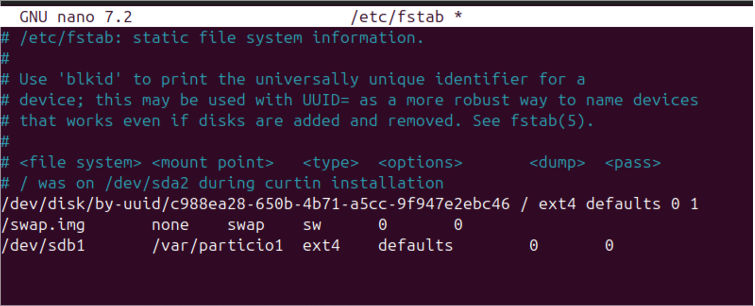 GNU nano 7.2 /etc/fstab *
# /etc/fstab: static file system information.
#
# Use 'blkid' to print the universally unique identifier for a
# device; this may be used with UUID= as a more robust way to name devices
# that works even if disks are added and removed. See fstab(5).
#
# <file system> <mount point> <type> <options> <dump> <pass>
# / was on /dev/sda2 during curtin installation
/dev/disk/by-uuid/c988ea28-650b-4b71-a5cc-9f947e2ebc46 / ext4 defaults 0 1
/swap.img none swap sw 0 0
/dev/sdb1 /var/particio1 ext4 defaults 0 0